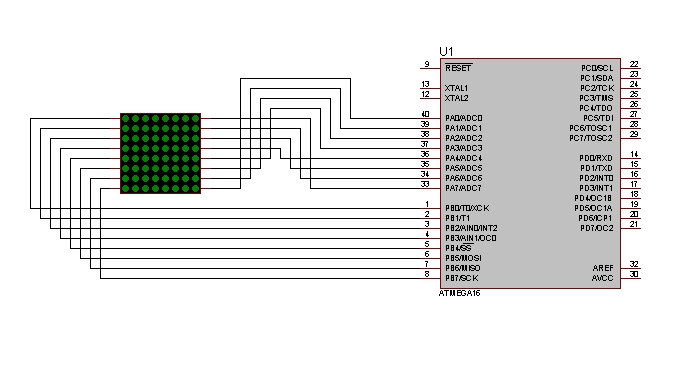 U1
9 RESET PC0/SCL 22
PC1/SDA 23
13 XTAL1 PC2/TCK 24
12 XTAL2 PC3/TMS 25
PC4/TDO 26
40 PA0/ADC0 PC5/TDI 27
39 PA1/ADC1 PC6/TOSC1 28
38 PA2/ADC2 PC7/TOSC2 29
37 PA3/ADC3
36 PA4/ADC4 PD0/RXD 14
35 PA5/ADC5 PD1/TXD 15
34 PA6/ADC6 PD2/INT0 16
33 PA7/ADC7 PD3/INT1 17
PD4/OC1B 18
1 PB0/T0/XCK PD5/OC1A 19
2 PB1/T1 PD6/ICP1 20
3 PB2/AIN0/INT2 PD7/OC2 21
4 PB3/AIN1/OC0
5 PB4/SS
6 PB5/MOSI
7 PB6/MISO AREF 32
8 PB7/SCK AVCC 30
ATMEGA16